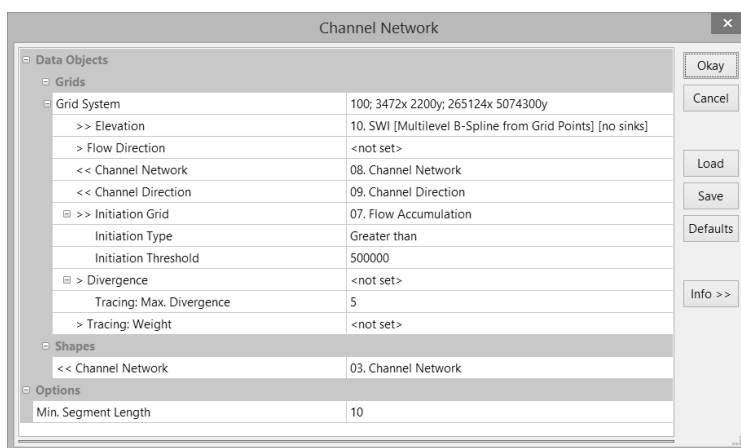 Channel Network
Data Objects
Grids
Grid System 100; 3472x 2200y; 265124x 5074300y
>> Elevation 10. SWI [Multilevel B-Spline from Grid Points] [no sinks]
> Flow Direction <not set>
<< Channel Network 08. Channel Network
<< Channel Direction 09. Channel Direction
>> Initiation Grid 07. Flow Accumulation
Initiation Type Greater than
Initiation Threshold 500000
> Divergence <not set>
Tracing: Max. Divergence 5
> Tracing: Weight <not set>
Shapes
<< Channel Network 03. Channel Network
Options
Min. Segment Length 10
Okay
Cancel
Load
Save
Defaults
Info >>